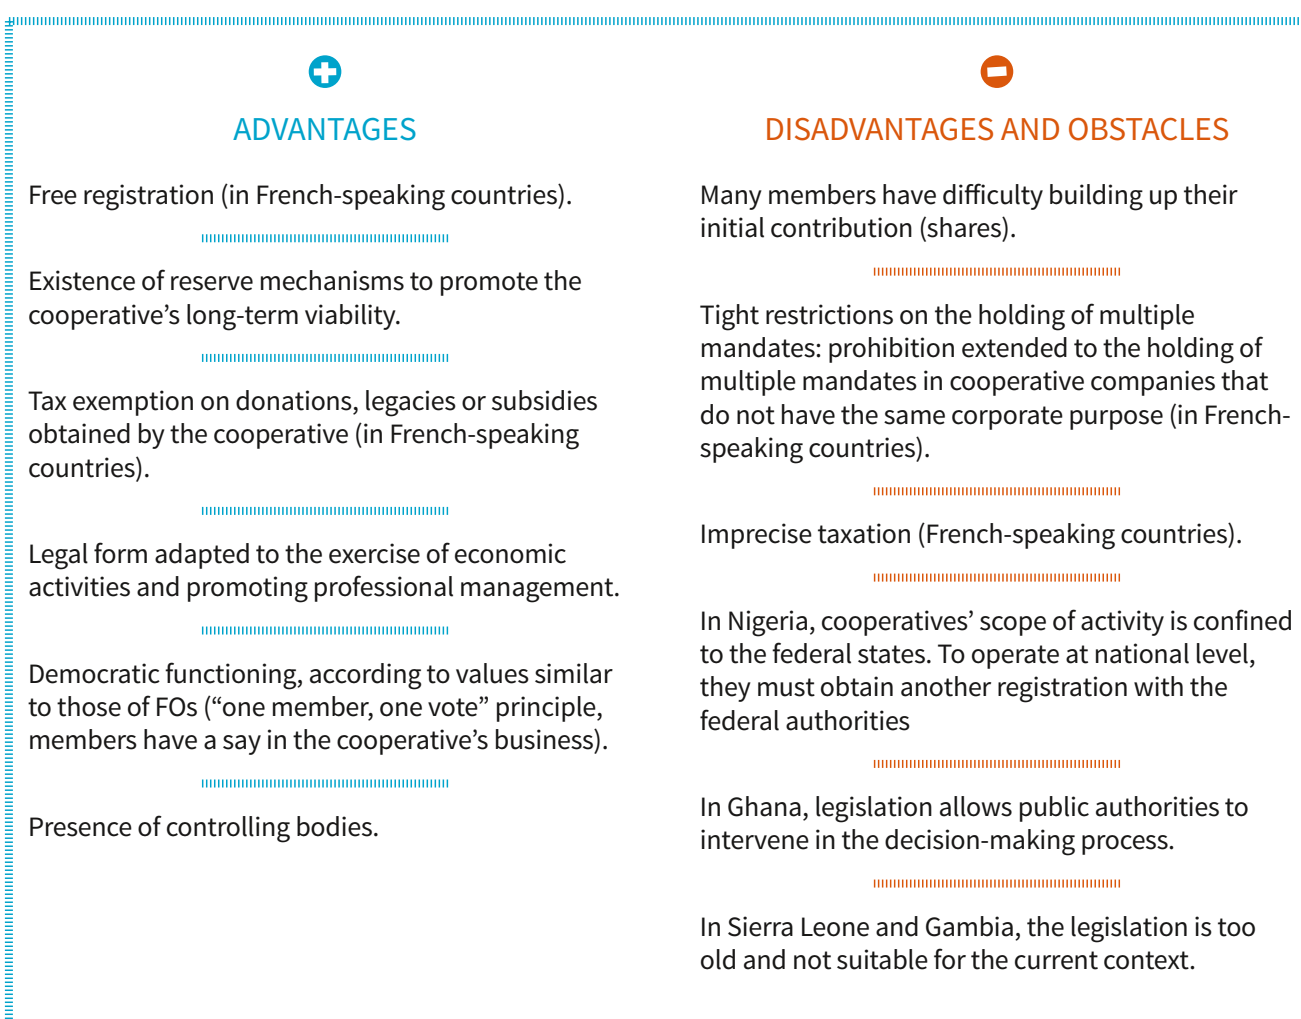 ADVANTAGES
Free registration (in French-speaking countries).
Existence of reserve mechanisms to promote the
cooperative’s long-term viability.
Tax exemption on donations, legacies or subsidies
obtained by the cooperative (in French-speaking
countries).
Legal form adapted to the exercise of economic
activities and promoting professional management.
Democratic functioning, according to values similar
to those of FOs (“one member, one vote” principle,
members have a say in the cooperative’s business).
Presence of controlling bodies.
DISADVANTAGES AND OBSTACLES
Many members have difficulty building up their
initial contribution (shares).
Tight restrictions on the holding of multiple
mandates: prohibition extended to the holding of
multiple mandates in cooperative companies that
do not have the same corporate purpose (in French-
speaking countries).
Imprecise taxation (French-speaking countries).
In Nigeria, cooperatives’ scope of activity is confined
to the federal states. To operate at national level,
they must obtain another registration with the
federal authorities
In Ghana, legislation allows public authorities to
intervene in the decision-making process.
In Sierra Leone and Gambia, the legislation is too
old and not suitable for the current context.